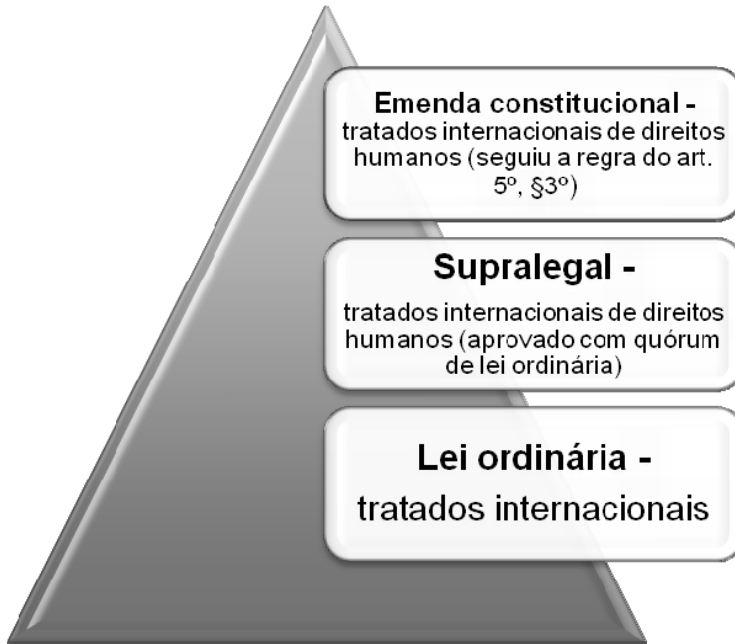 Emenda constitucional -
tratados internacionais de direitos
humanos (seguiu a regra do art.
5º, §3º)
Supralegal -
tratados internacionais de direitos
humanos (aprovado com quórum
de lei ordinária)
Lei ordinária -
tratados internacionais